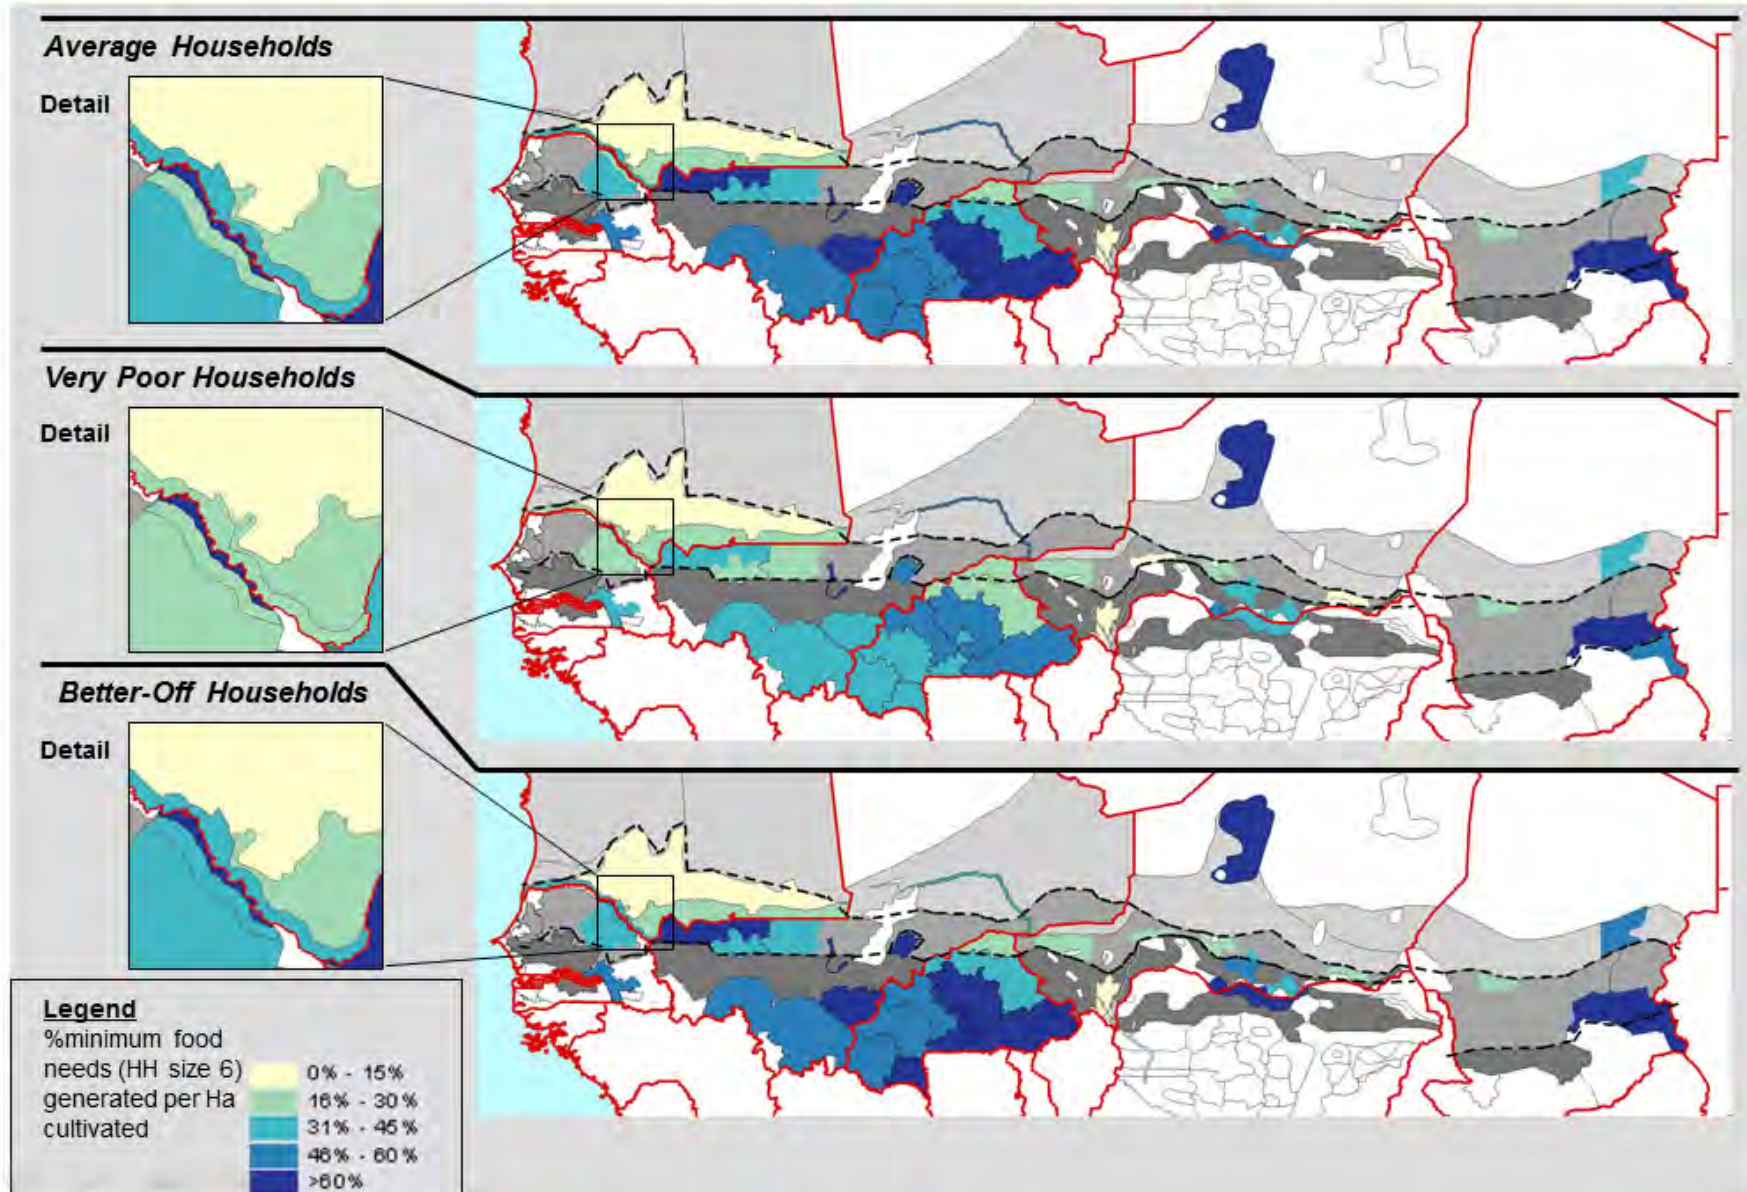 Average Households
Detail
Very Poor Households
Detail
Better-Off Households
Detail
Legend
%minimum food
needs (HH size 6)
generated per Ha
cultivated
0% - 15%
16% - 30%
31% - 45%
46% - 60%
>60%